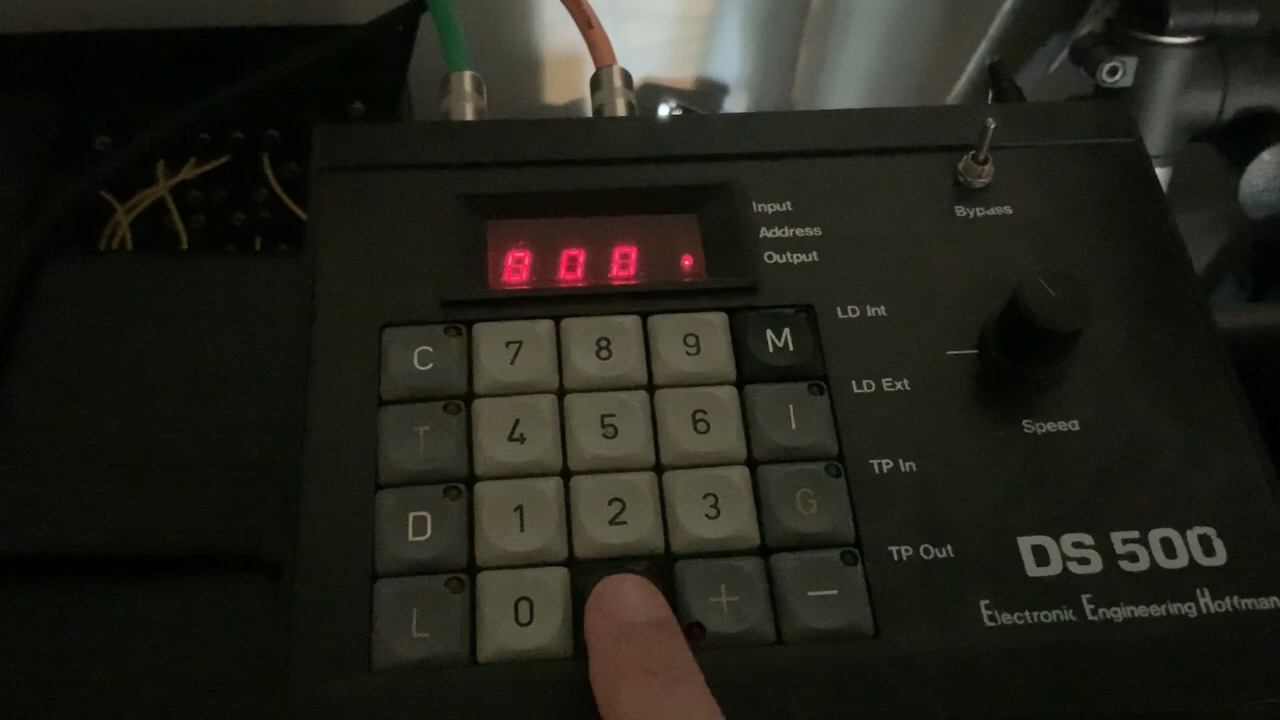 Input
Address
Output
Bypass
808.
LD Int
LD Ext
TP In
TP Out
Speed
C 7 8 9 M
T 4 5 6 I
D 1 2 3 G
L 0 + −
DS 500
Electronic Engineering Hoffman